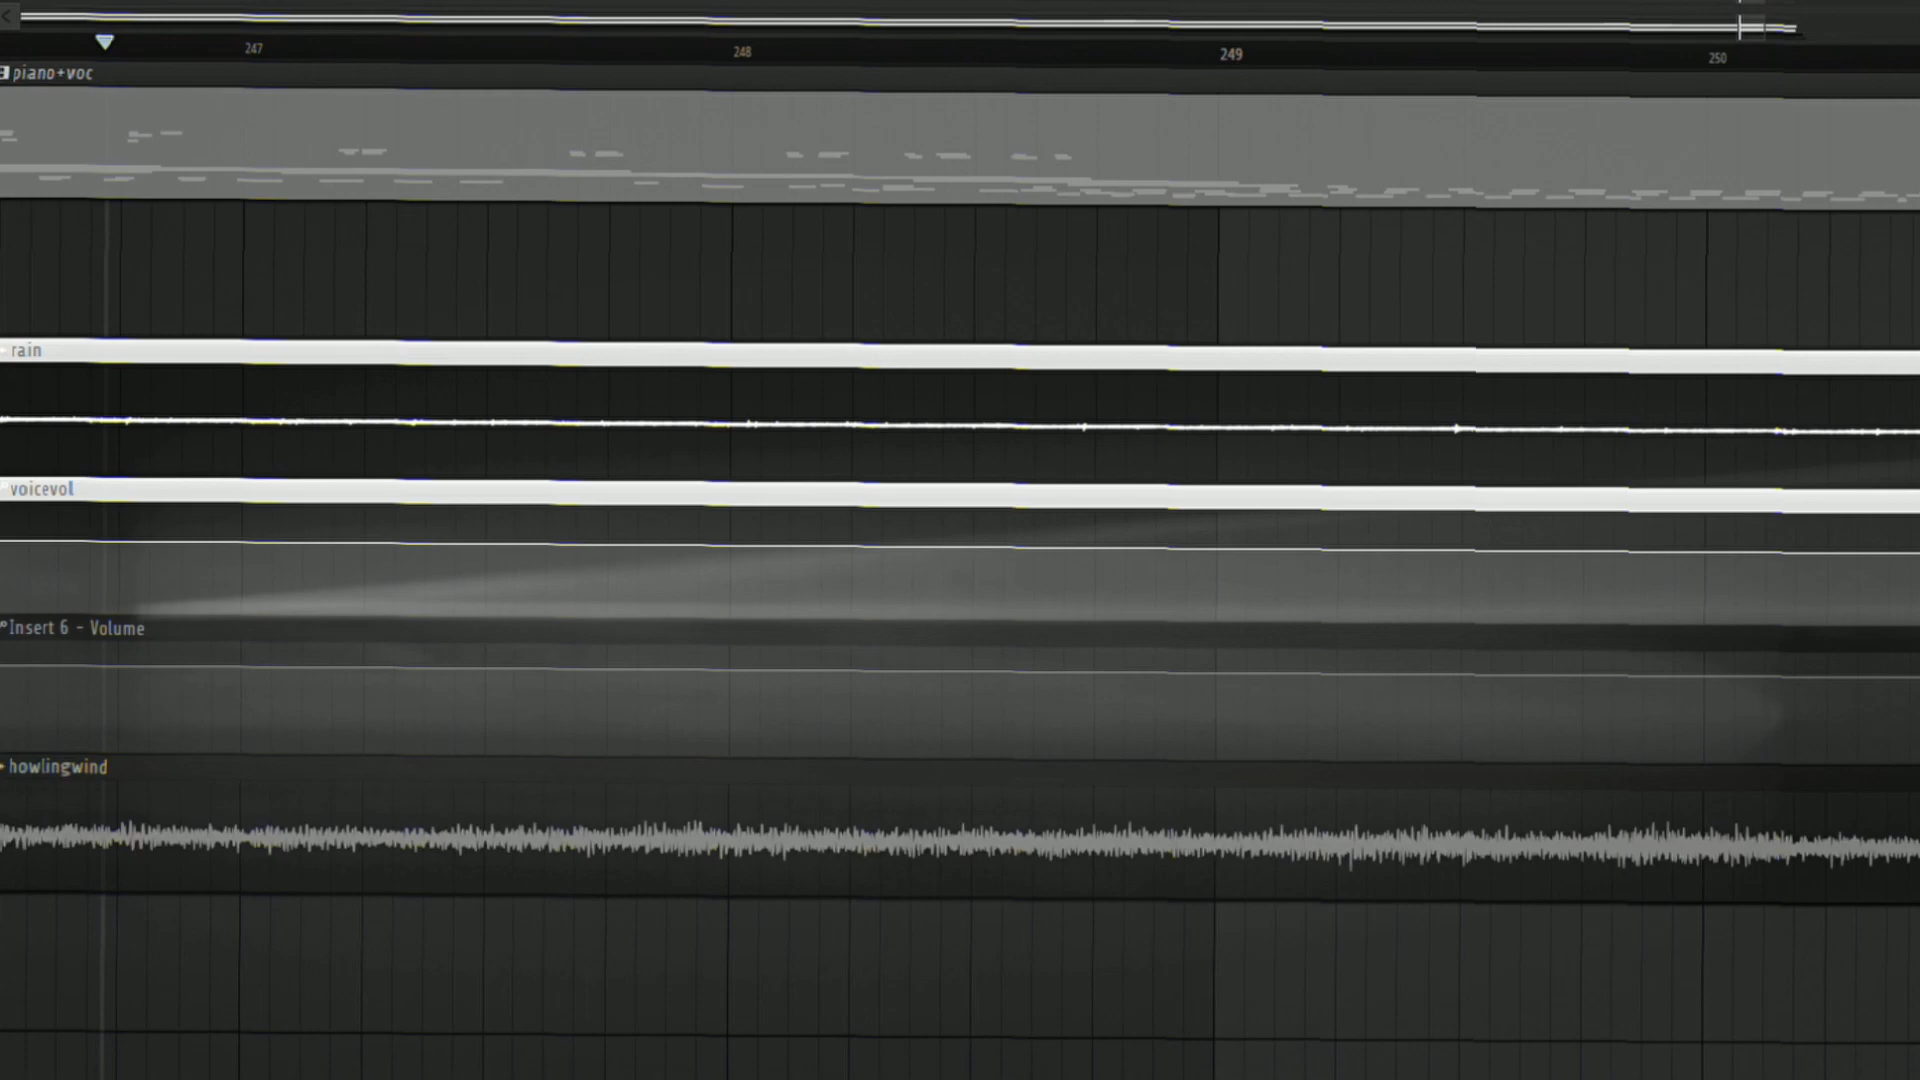 247
248
249
250
piano+voc
rain
voicevol
Insert 6 - Volume
howlingwind